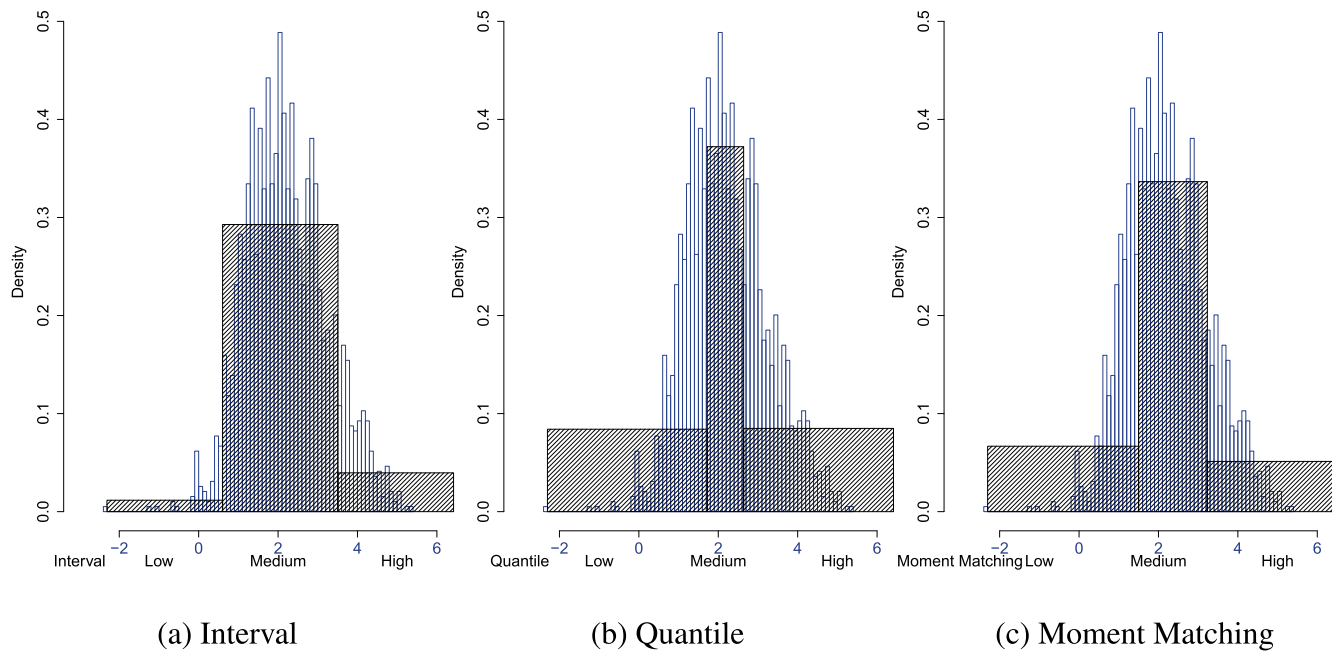 Density
0.0 0.1 0.2 0.3 0.4 0.5
−2 0 2 4 6
Interval Low Medium High
(a) Interval
Density
0.0 0.1 0.2 0.3 0.4 0.5
−2 0 2 4 6
Quantile Low Medium High
(b) Quantile
Density
0.0 0.1 0.2 0.3 0.4 0.5
−2 0 2 4 6
Moment Matching Low Medium High
(c) Moment Matching